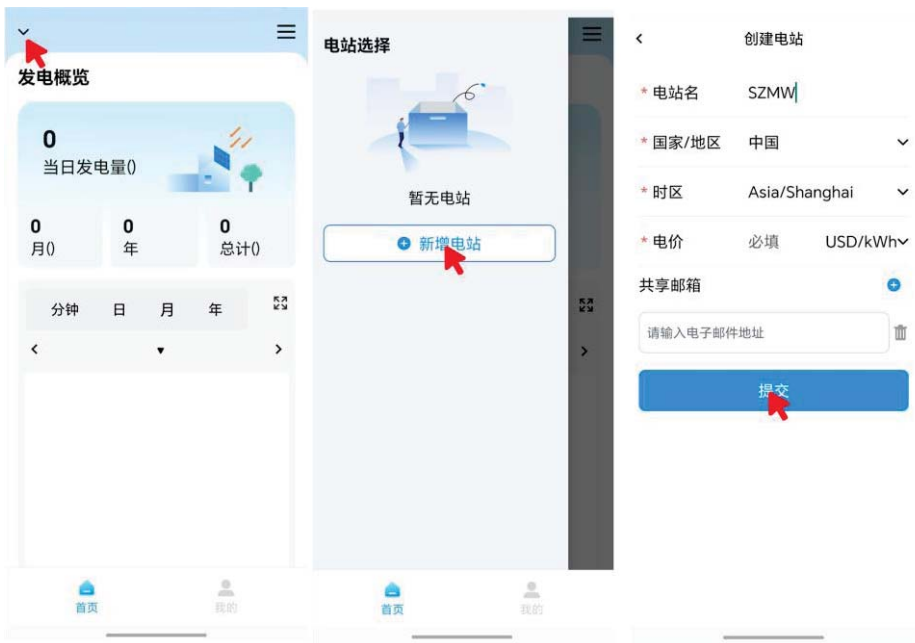 发电概览
0
当日发电量()
0
月()
0
年
0
总计()
分钟 日 月 年
首页
我的
电站选择
暂无电站
新增电站
首页
我的
创建电站
* 电站名 SZMW
* 国家/地区 中国
* 时区 Asia/Shanghai
* 电价 必填 USD/kWh
共享邮箱
请输入电子邮件地址
提交